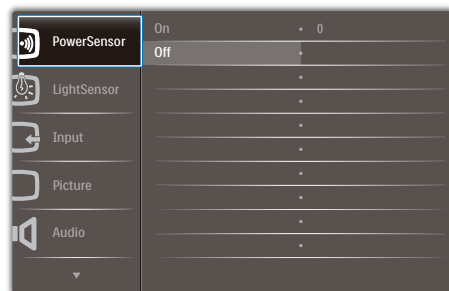 PowerSensor
On 0
Off
LightSensor
Input
Picture
Audio